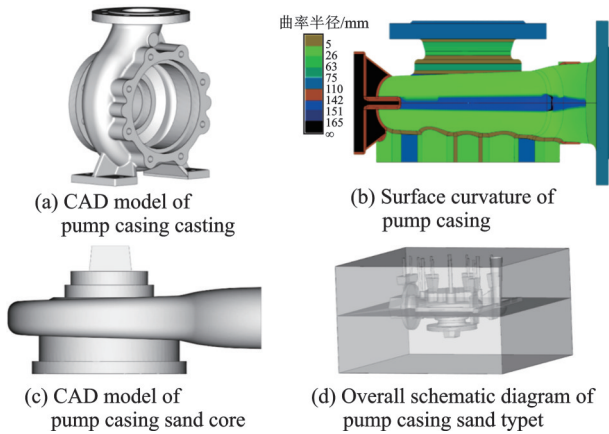 曲率半径/mm
5
26
63
75
110
142
151
165
∞
(a) CAD model of
pump casing casting
(b) Surface curvature of
pump casing
(c) CAD model of
pump casing sand core
(d) Overall schematic diagram of
pump casing sand typet